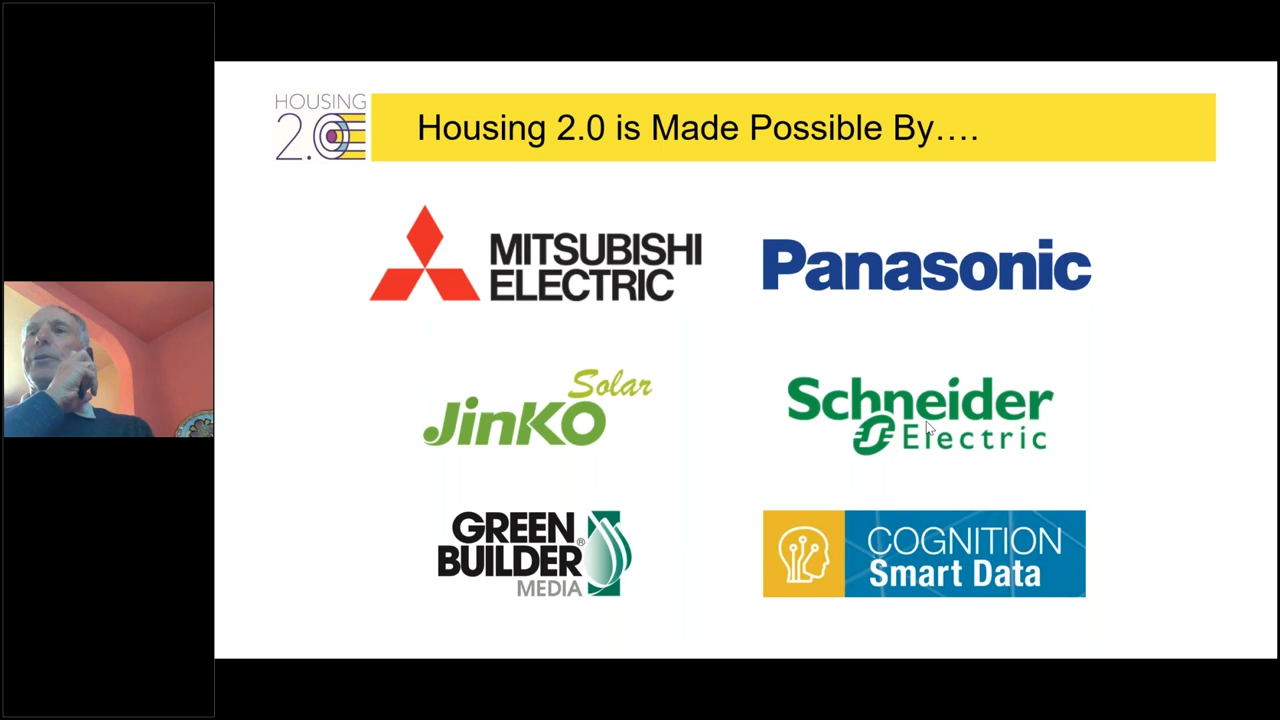 HOUSING
2.0
Housing 2.0 is Made Possible By....
MITSUBISHI
ELECTRIC
Panasonic
Solar
JinKO
Schneider
Electric
GREEN
BUILDER®
MEDIA
COGNITION
Smart Data